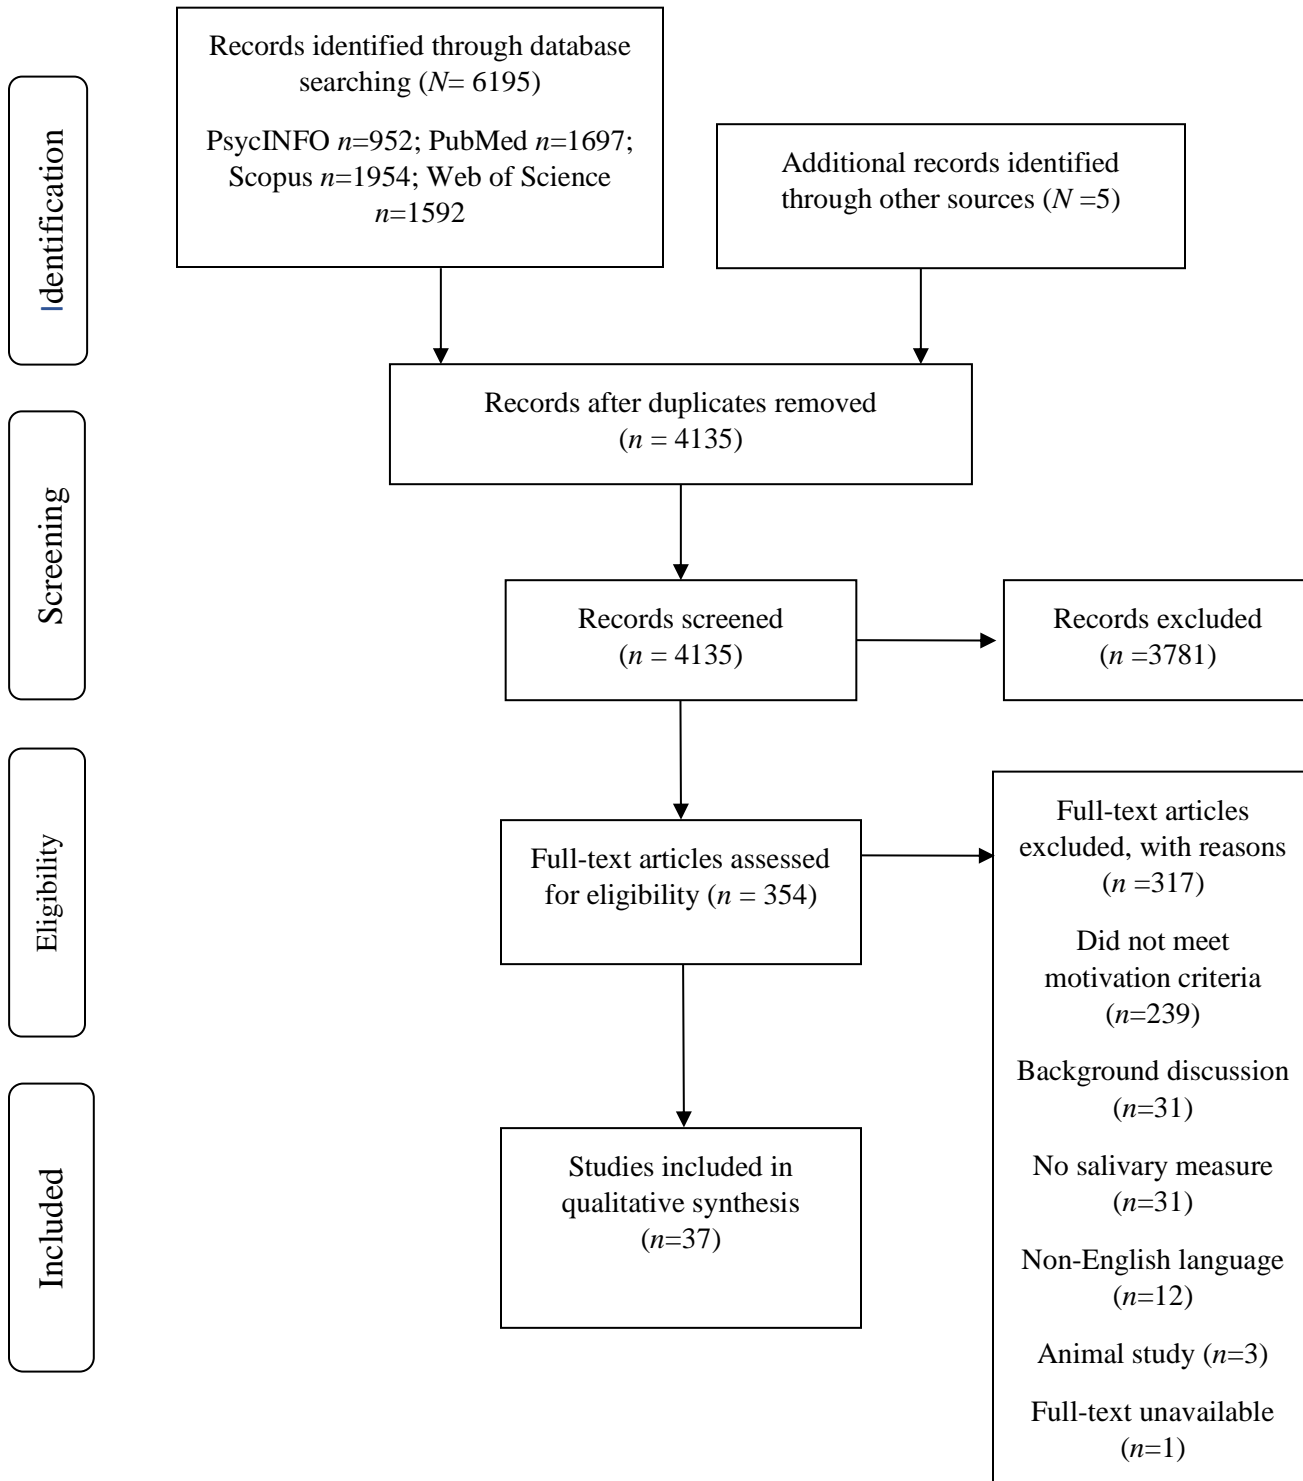 Identification
Records identified through database
searching (N= 6195)
PsycINFO n=952; PubMed n=1697;
Scopus n=1954; Web of Science
n=1592
Additional records identified
through other sources (N =5)
Records after duplicates removed
(n = 4135)
Screening
Records screened
(n = 4135)
Records excluded
(n =3781)
Eligibility
Full-text articles assessed
for eligibility (n = 354)
Full-text articles
excluded, with reasons
(n =317)
Did not meet
motivation criteria
(n=239)
Background discussion
(n=31)
No salivary measure
(n=31)
Non-English language
(n=12)
Animal study (n=3)
Full-text unavailable
(n=1)
Included
Studies included in
qualitative synthesis
(n=37)